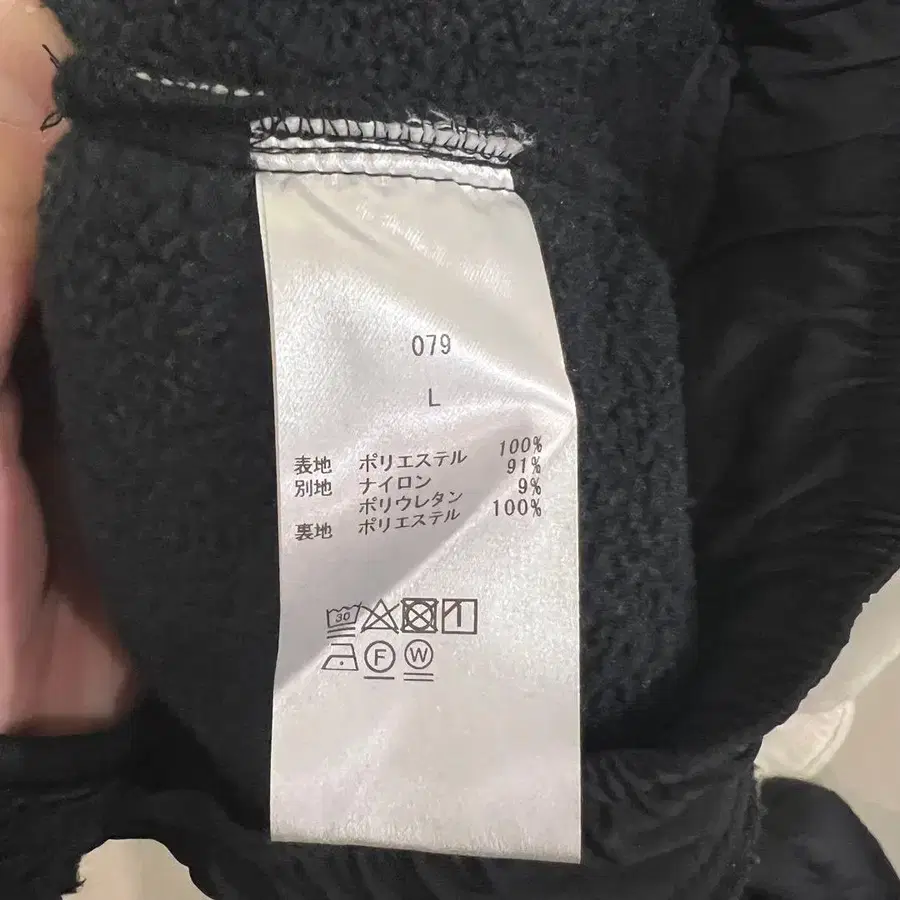 079
L
表地 ポリエステル 100%
別地 ナイロン 91%
ポリウレタン 9%
裏地 ポリエステル 100%
30
F W